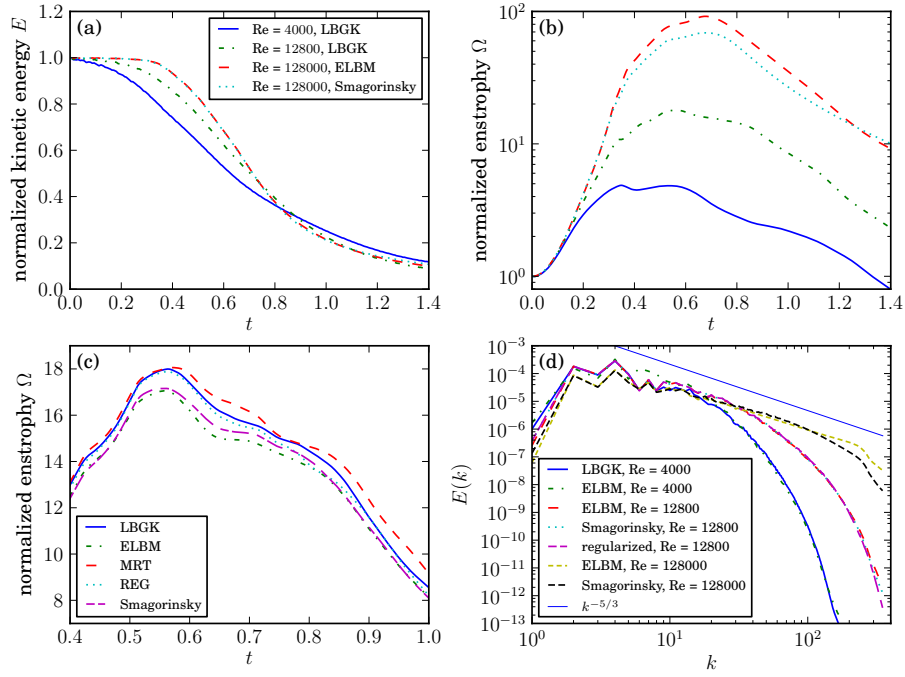 (a)
normalized kinetic energy E
1.2
1.0
0.8
0.6
0.4
0.2
0.0
Re = 4000, LBGK
Re = 12800, LBGK
Re = 128000, ELBM
Re = 128000, Smagorinsky
0.0 0.2 0.4 0.6 0.8 1.0 1.2 1.4
t
(b)
normalized enstrophy Ω
10^2
10^1
10^0
0.0 0.2 0.4 0.6 0.8 1.0 1.2 1.4
t
(c)
normalized enstrophy Ω
18
16
14
12
10
8
LBGK
ELBM
MRT
REG
Smagorinsky
0.4 0.5 0.6 0.7 0.8 0.9 1.0
t
(d)
E(k)
10^−3
10^−4
10^−5
10^−6
10^−7
10^−8
10^−9
10^−10
10^−11
10^−12
10^−13
LBGK, Re = 4000
ELBM, Re = 4000
ELBM, Re = 12800
Smagorinsky, Re = 12800
regularized, Re = 12800
ELBM, Re = 128000
Smagorinsky, Re = 128000
k^−5/3
10^0 10^1 10^2
k